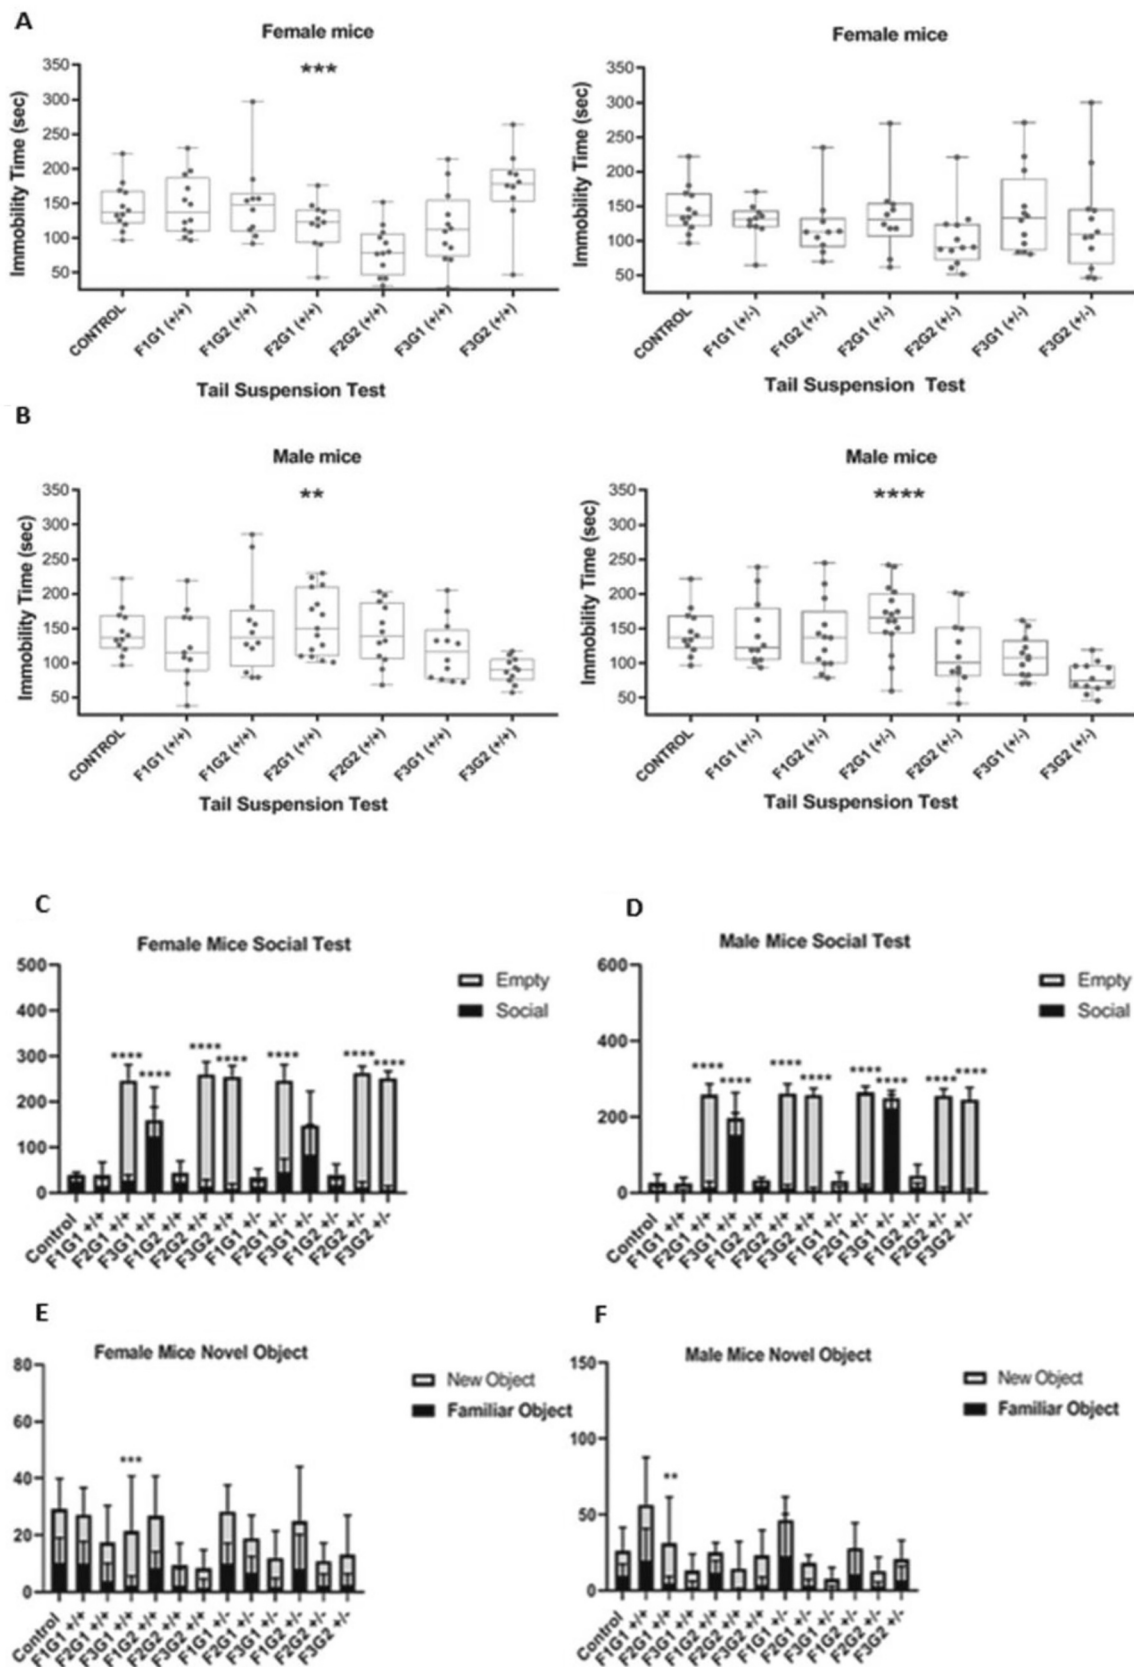 A
Female mice
Female mice
***
Immobility Time (sec)
350
300
250
200
150
100
50
CONTROL
F1G1 (+/+)
F1G2 (+/+)
F2G1 (+/+)
F2G2 (+/+)
F3G1 (+/+)
F3G2 (+/+)
Tail Suspension Test
Immobility Time (sec)
350
300
250
200
150
100
50
CONTROL
F1G1 (+/-)
F1G2 (+/-)
F2G1 (+/-)
F2G2 (+/-)
F3G1 (+/-)
F3G2 (+/-)
Tail Suspension Test
B
Male mice
**
Immobility Time (sec)
350
300
250
200
150
100
50
CONTROL
F1G1 (+/+)
F1G2 (+/+)
F2G1 (+/+)
F2G2 (+/+)
F3G1 (+/+)
F3G2 (+/+)
Tail Suspension Test
Male mice
****
Immobility Time (sec)
350
300
250
200
150
100
50
CONTROL
F1G1 (+/-)
F1G2 (+/-)
F2G1 (+/-)
F2G2 (+/-)
F3G1 (+/-)
F3G2 (+/-)
Tail Suspension Test
C
Female Mice Social Test
500
400
300
200
100
0
Empty
Social
**** **** **** **** **** **** ****
Control
F1G1 +/+
F2G1 +/+
F3G1 +/+
F1G2 +/+
F2G2 +/+
F3G2 +/+
F1G1 +/-
F2G1 +/-
F3G1 +/-
F1G2 +/-
F2G2 +/-
F3G2 +/-
D
Male Mice Social Test
600
400
200
0
Empty
Social
**** **** **** **** **** **** **** ****
Control
F1G1 +/+
F2G1 +/+
F3G1 +/+
F1G2 +/+
F2G2 +/+
F3G2 +/+
F1G1 +/-
F2G1 +/-
F3G1 +/-
F1G2 +/-
F2G2 +/-
F3G2 +/-
E
Female Mice Novel Object
80
60
40
20
0
New Object
Familiar Object
***
Control
F1G1 +/+
F2G1 +/+
F3G1 +/+
F1G2 +/+
F2G2 +/+
F3G2 +/+
F1G1 +/-
F2G1 +/-
F3G1 +/-
F1G2 +/-
F2G2 +/-
F3G2 +/-
F
Male Mice Novel Object
150
100
50
0
New Object
Familiar Object
**
Control
F1G1 +/+
F2G1 +/+
F3G1 +/+
F1G2 +/+
F2G2 +/+
F3G2 +/+
F1G1 +/-
F2G1 +/-
F3G1 +/-
F1G2 +/-
F2G2 +/-
F3G2 +/-